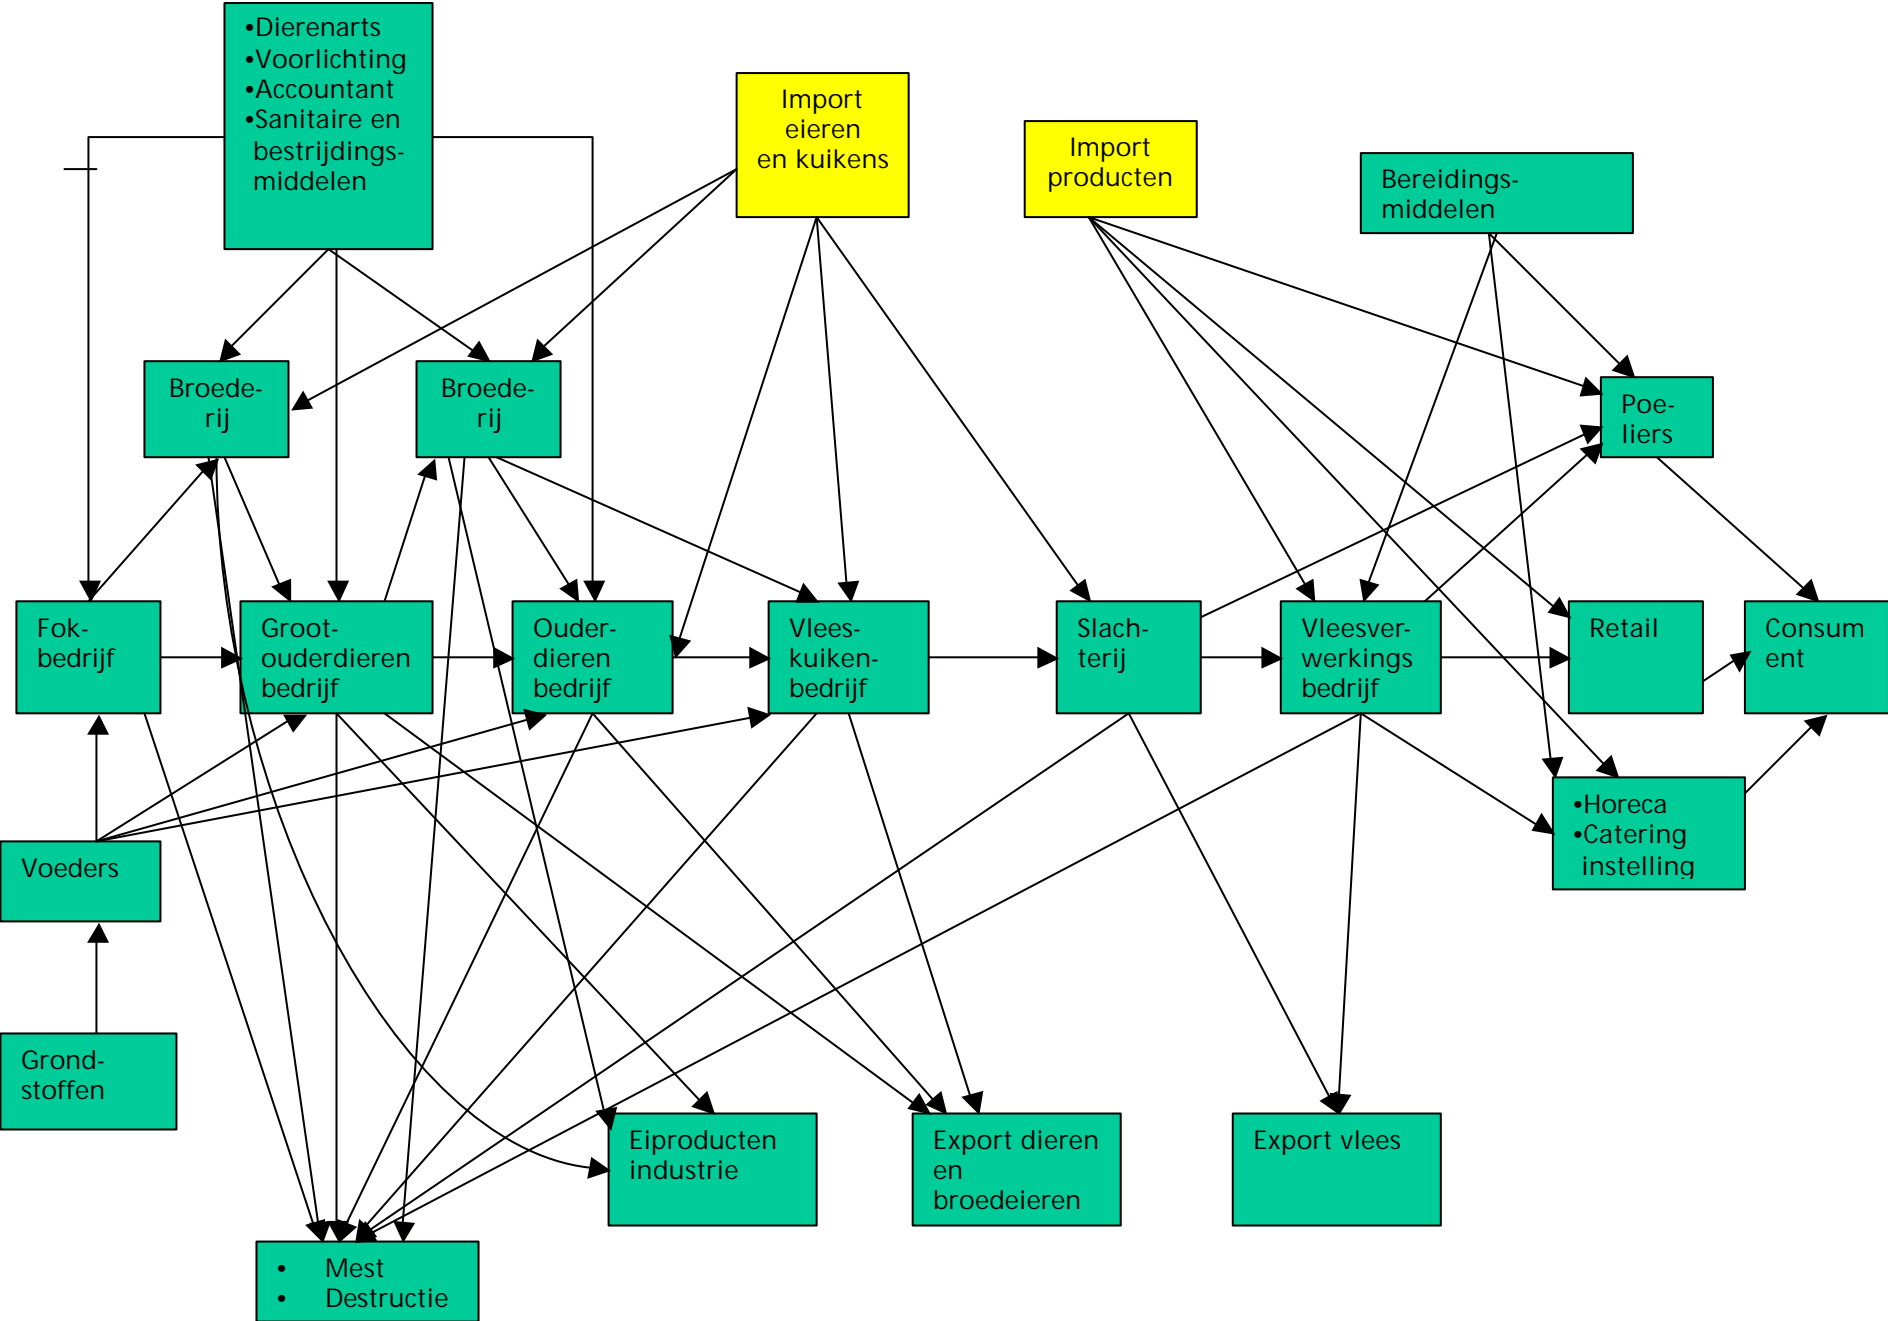 •Dierenarts
•Voorlichting
•Accountant
•Sanitaire en
bestrijdings-
middelen
Import
eieren
en kuikens
Import
producten
Bereidings-
middelen
Broede-
rij
Broede-
rij
Poe-
liers
Fok-
bedrijf
Groot-
ouderdieren
bedrijf
Ouder-
dieren
bedrijf
Vlees-
kuiken-
bedrijf
Slach-
terij
Vleesver-
werkings
bedrijf
Retail
Consum
ent
•Horeca
•Catering
instelling
Voeders
Grond-
stoffen
Eiproducten
industrie
Export dieren
en
broedeieren
Export vlees
• Mest
• Destructie